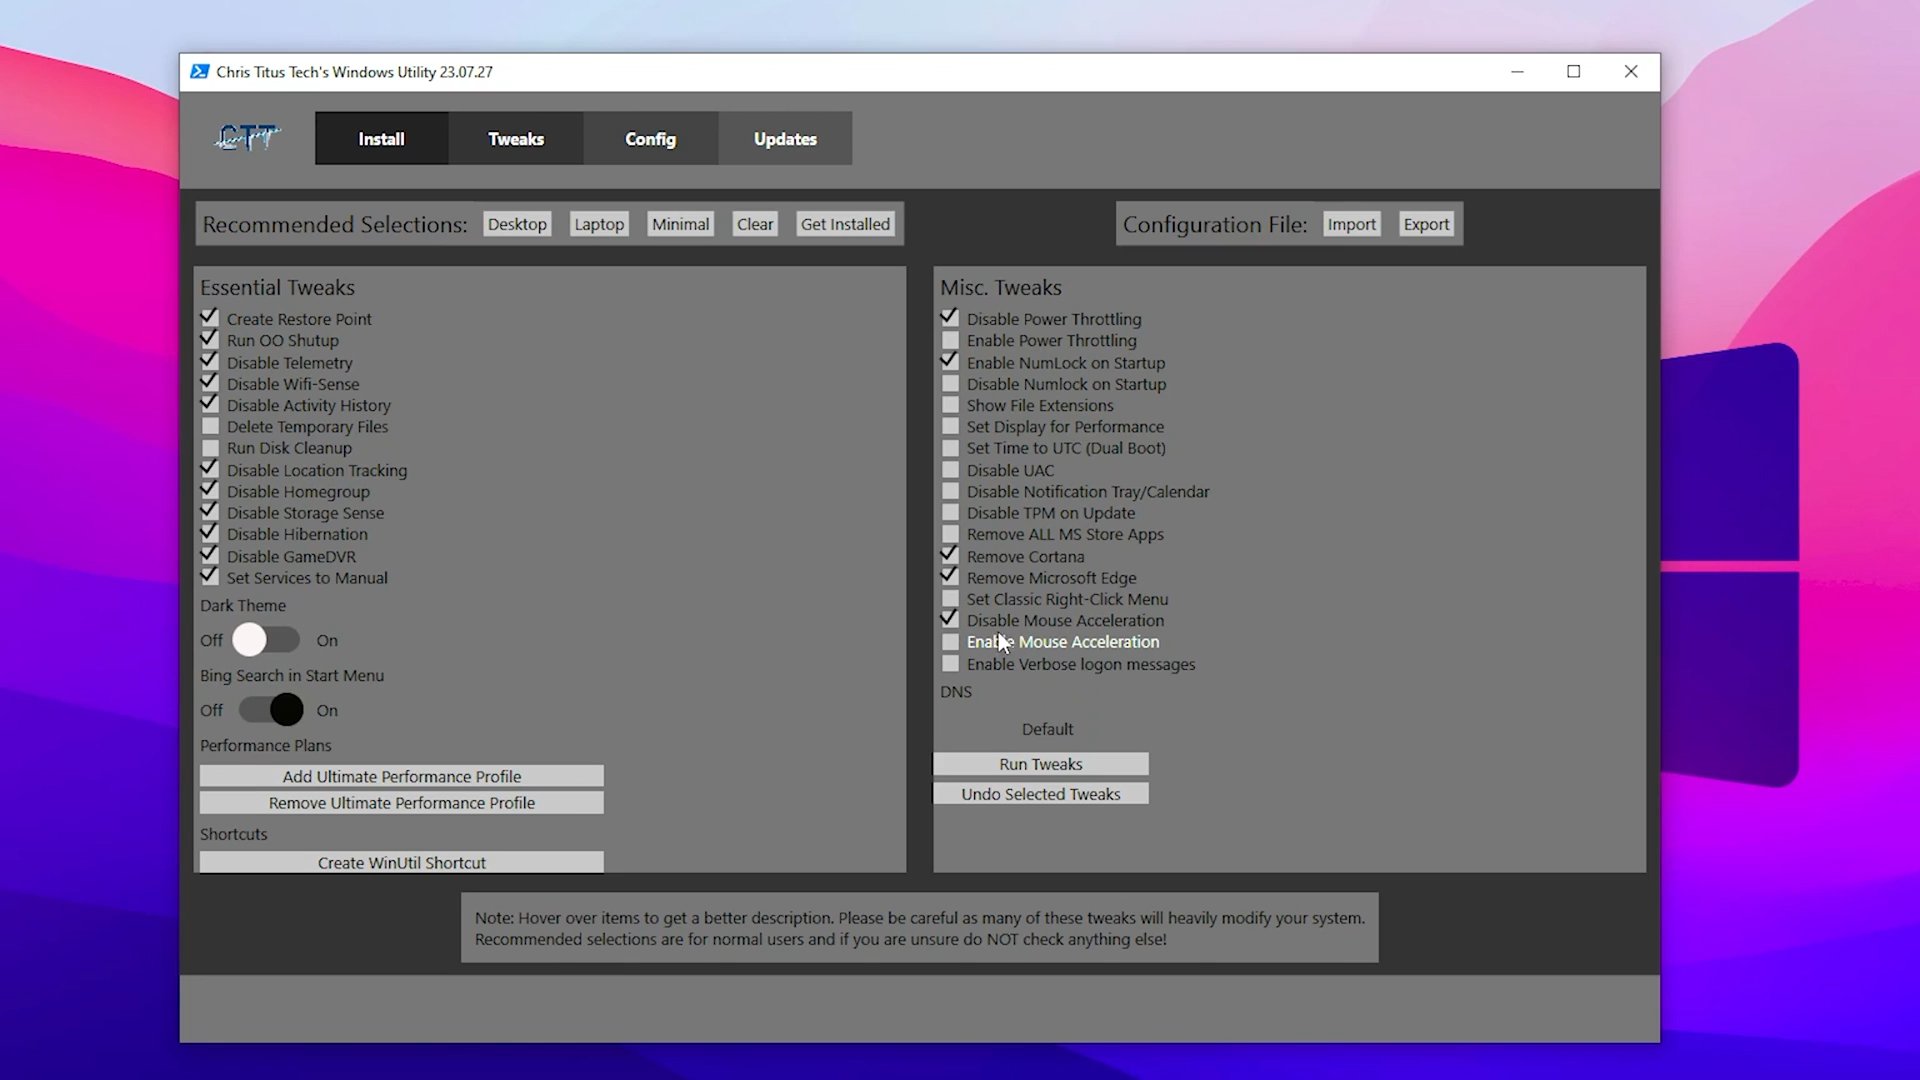 Chris Titus Tech's Windows Utility 23.07.27
CTT
Install
Tweaks
Config
Updates
Recommended Selections:
Desktop
Laptop
Minimal
Clear
Get Installed
Configuration File:
Import
Export
Essential Tweaks
Create Restore Point
Run OO Shutup
Disable Telemetry
Disable Wifi-Sense
Disable Activity History
Delete Temporary Files
Run Disk Cleanup
Disable Location Tracking
Disable Homegroup
Disable Storage Sense
Disable Hibernation
Disable GameDVR
Set Services to Manual
Dark Theme
Off On
Bing Search in Start Menu
Off On
Performance Plans
Add Ultimate Performance Profile
Remove Ultimate Performance Profile
Shortcuts
Create WinUtil Shortcut
Misc. Tweaks
Disable Power Throttling
Enable Power Throttling
Enable NumLock on Startup
Disable Numlock on Startup
Show File Extensions
Set Display for Performance
Set Time to UTC (Dual Boot)
Disable UAC
Disable Notification Tray/Calendar
Disable TPM on Update
Remove ALL MS Store Apps
Remove Cortana
Remove Microsoft Edge
Set Classic Right-Click Menu
Disable Mouse Acceleration
Enable Mouse Acceleration
Enable Verbose logon messages
DNS
Default
Run Tweaks
Undo Selected Tweaks
Note: Hover over items to get a better description. Please be careful as many of these tweaks will heavily modify your system.
Recommended selections are for normal users and if you are unsure do NOT check anything else!